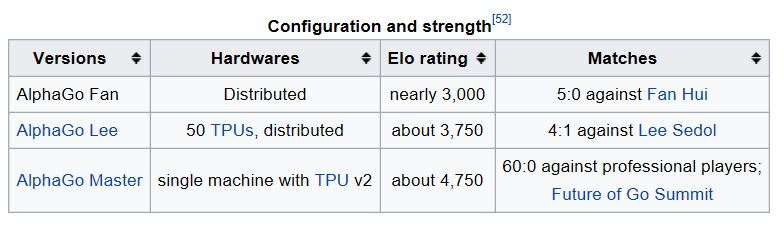 Configuration and strength[52]
Versions Hardwares Elo rating Matches
AlphaGo Fan Distributed nearly 3,000 5:0 against Fan Hui
AlphaGo Lee 50 TPUs, distributed about 3,750 4:1 against Lee Sedol
AlphaGo Master single machine with TPU v2 about 4,750 60:0 against professional players;
Future of Go Summit